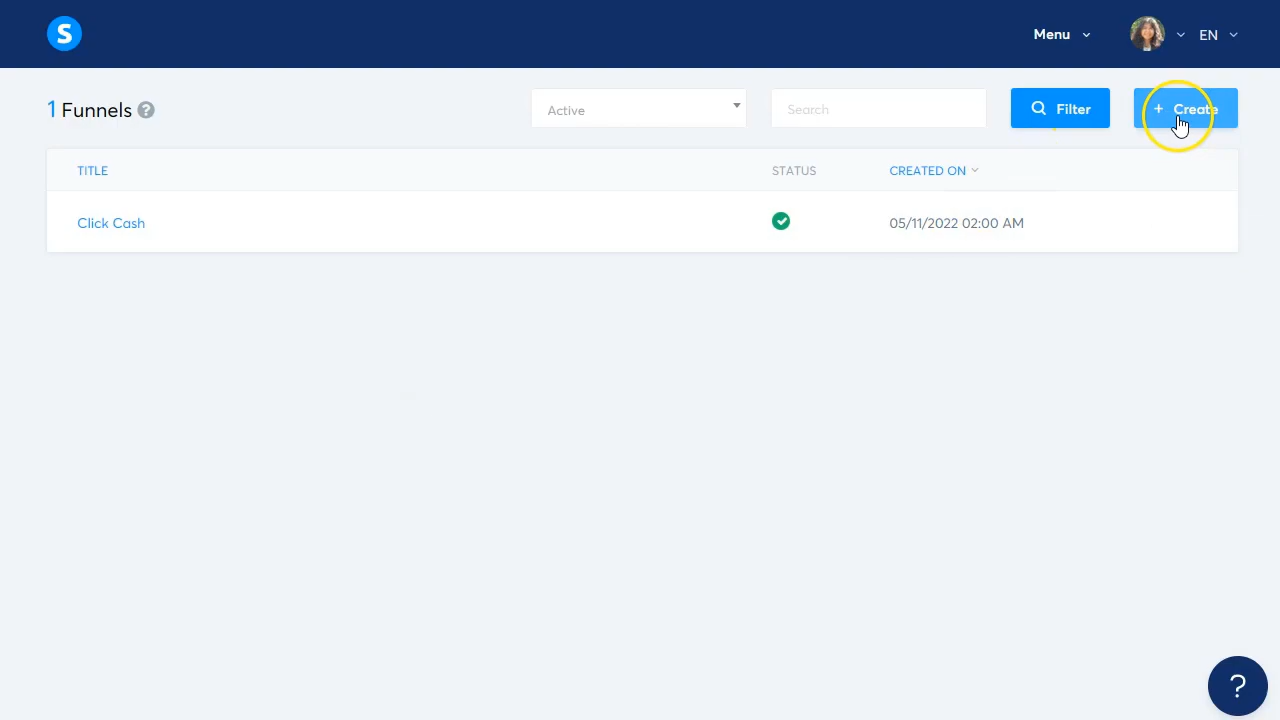 S
Menu
EN
1 Funnels ?
Active
Search
Filter
+ Create
TITLE
STATUS
CREATED ON
Click Cash
05/11/2022 02:00 AM
?